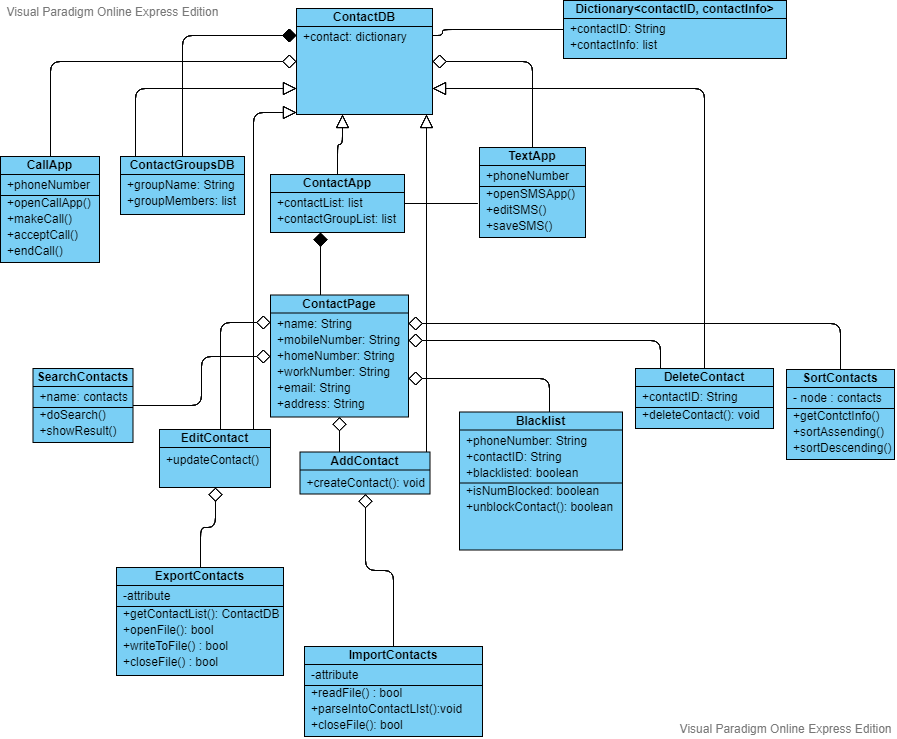 Visual Paradigm Online Express Edition
ContactDB
+contact: dictionary
Dictionary<contactID, contactInfo>
+contactID: String
+contactInfo: list
CallApp
+phoneNumber
+openCallApp()
+makeCall()
+acceptCall()
+endCall()
ContactGroupsDB
+groupName: String
+groupMembers: list
ContactApp
+contactList: list
+contactGroupList: list
TextApp
+phoneNumber
+openSMSApp()
+editSMS()
+saveSMS()
ContactPage
+name: String
+mobileNumber: String
+homeNumber: String
+workNumber: String
+email: String
+address: String
SearchContacts
+name: contacts
+doSearch()
+showResult()
EditContact
+updateContact()
AddContact
+createContact(): void
Blacklist
+phoneNumber: String
+contactID: String
+blacklisted: boolean
+isNumBlocked: boolean
+unblockContact(): boolean
DeleteContact
+contactID: String
+deleteContact(): void
SortContacts
- node : contacts
+getContctInfo()
+sortAssending()
+sortDescending()
ExportContacts
-attribute
+getContactList(): ContactDB
+openFile(): bool
+writeToFile() : bool
+closeFile() : bool
ImportContacts
-attribute
+readFile() : bool
+parseIntoContactLIst():void
+closeFile(): bool
Visual Paradigm Online Express Edition